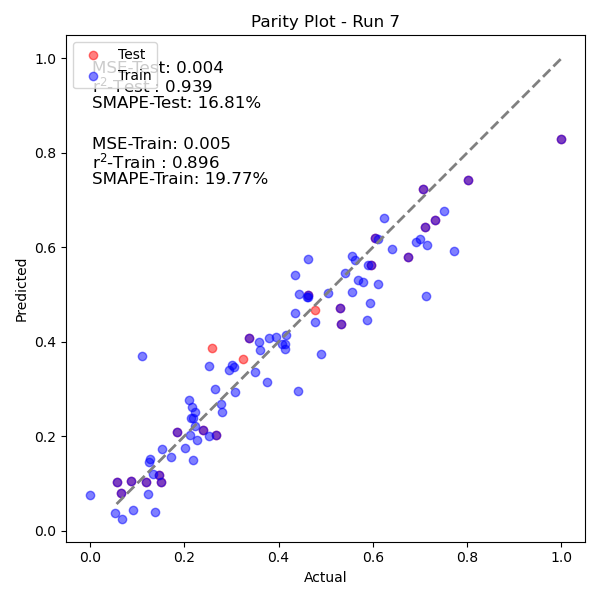 Parity Plot - Run 7
Test
Train
MSE-Test: 0.004
r²-Test : 0.939
SMAPE-Test: 16.81%
MSE-Train: 0.005
r²-Train : 0.896
SMAPE-Train: 19.77%
1.0
0.8
0.6
0.4
0.2
0.0
Predicted
0.0 0.2 0.4 0.6 0.8 1.0
Actual